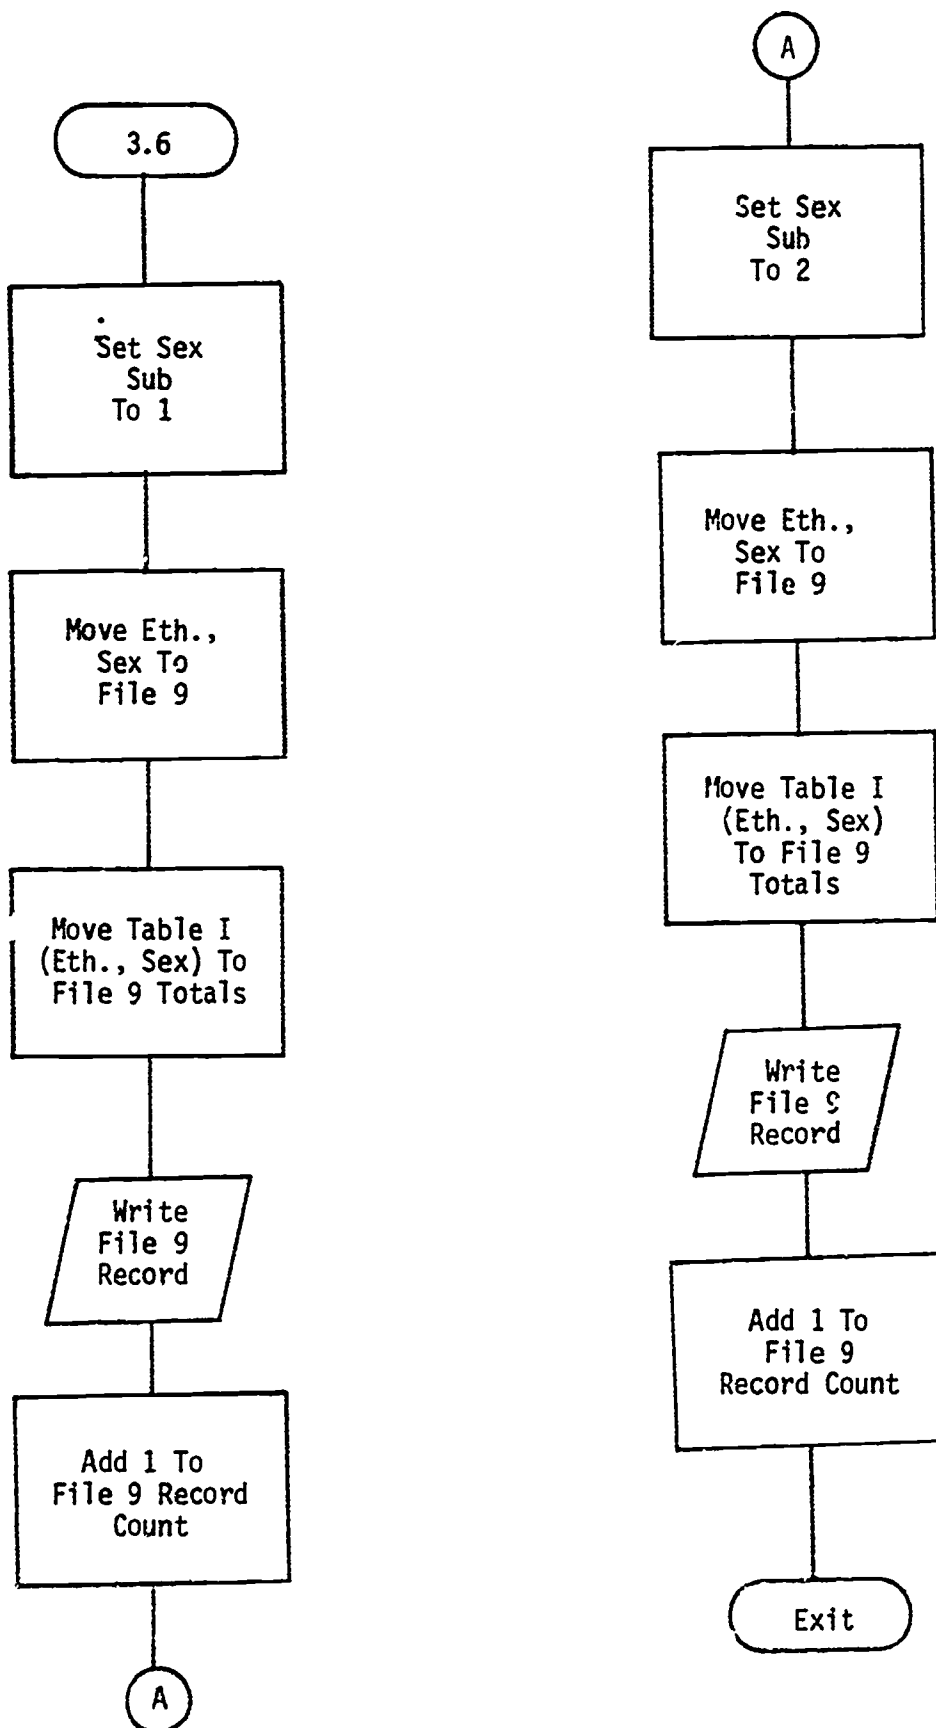 3.6
Set Sex
Sub
To 1
Move Eth.,
Sex To
File 9
Move Table I
(Eth., Sex) To
File 9 Totals
Write
File 9
Record
Add 1 To
File 9 Record
Count
A
A
Set Sex
Sub
To 2
Move Eth.,
Sex To
File 9
Move Table I
(Eth., Sex)
To File 9
Totals
Write
File 9
Record
Add 1 To
File 9
Record Count
Exit